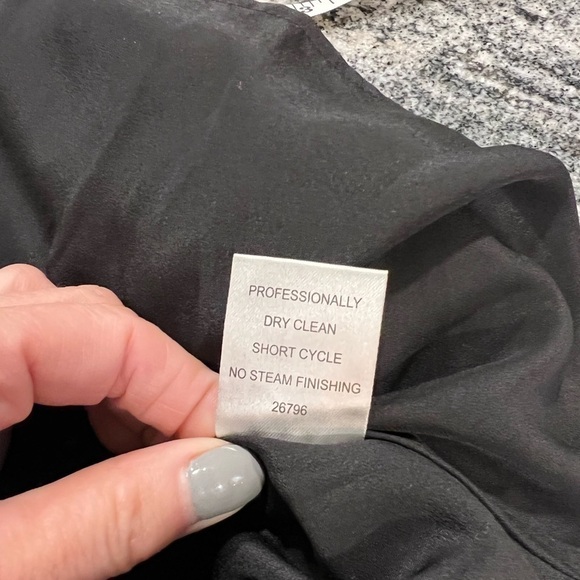 PROFESSIONALLY
DRY CLEAN
SHORT CYCLE
NO STEAM FINISHING
26796